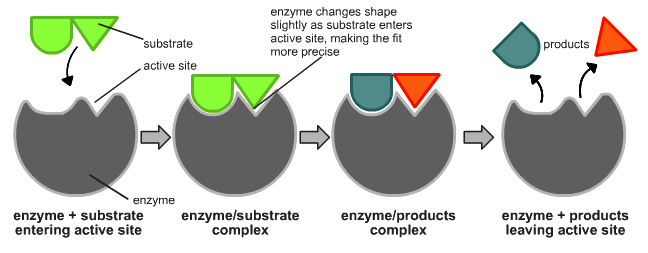 enzyme changes shape
slightly as substrate enters
active site, making the fit
more precise
substrate
active site
products
enzyme
enzyme + substrate
entering active site
enzyme/substrate
complex
enzyme/products
complex
enzyme + products
leaving active site